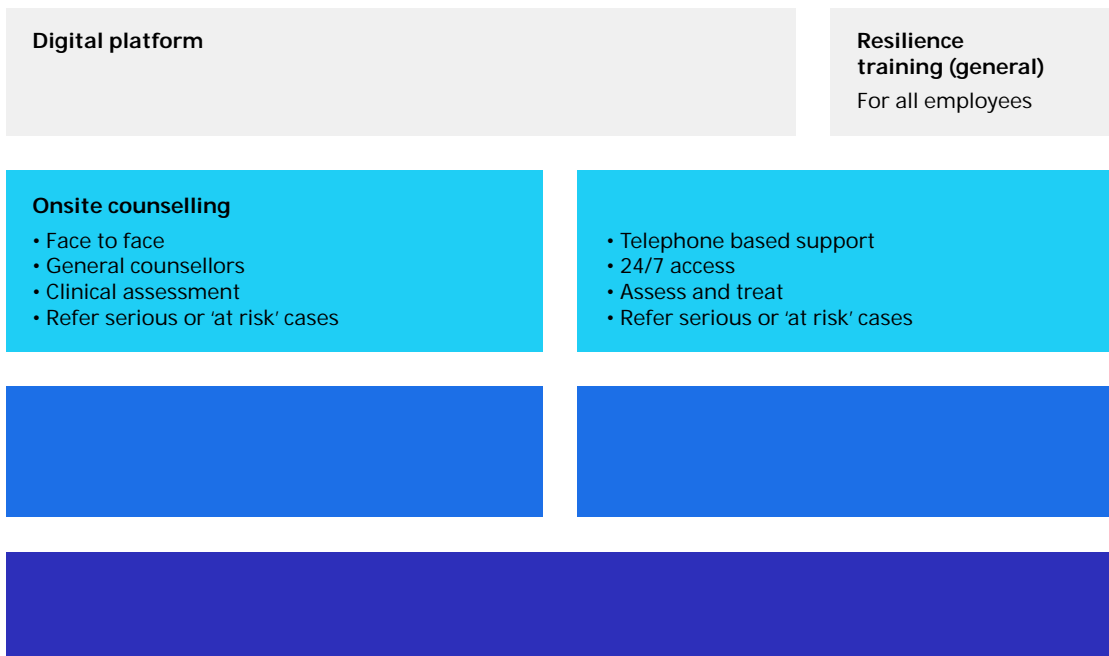 Digital platform
Resilience
training (general)
For all employees
Onsite counselling
• Face to face
• General counsellors
• Clinical assessment
• Refer serious or ‘at risk’ cases
• Telephone based support
• 24/7 access
• Assess and treat
• Refer serious or ‘at risk’ cases